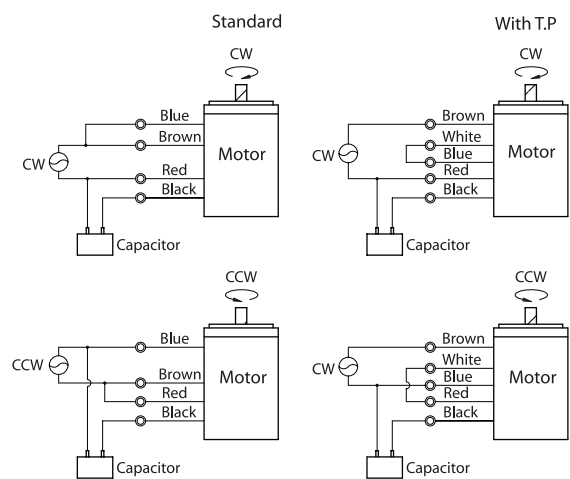 Standard
CW
Blue
Brown
CW
Motor
Red
Black
Capacitor
With T.P
CW
Brown
White
Blue
CW
Motor
Red
Black
Capacitor
CCW
Blue
CCW
Brown
Motor
Red
Black
Capacitor
CCW
Brown
White
CW
Blue
Motor
Red
Black
Capacitor